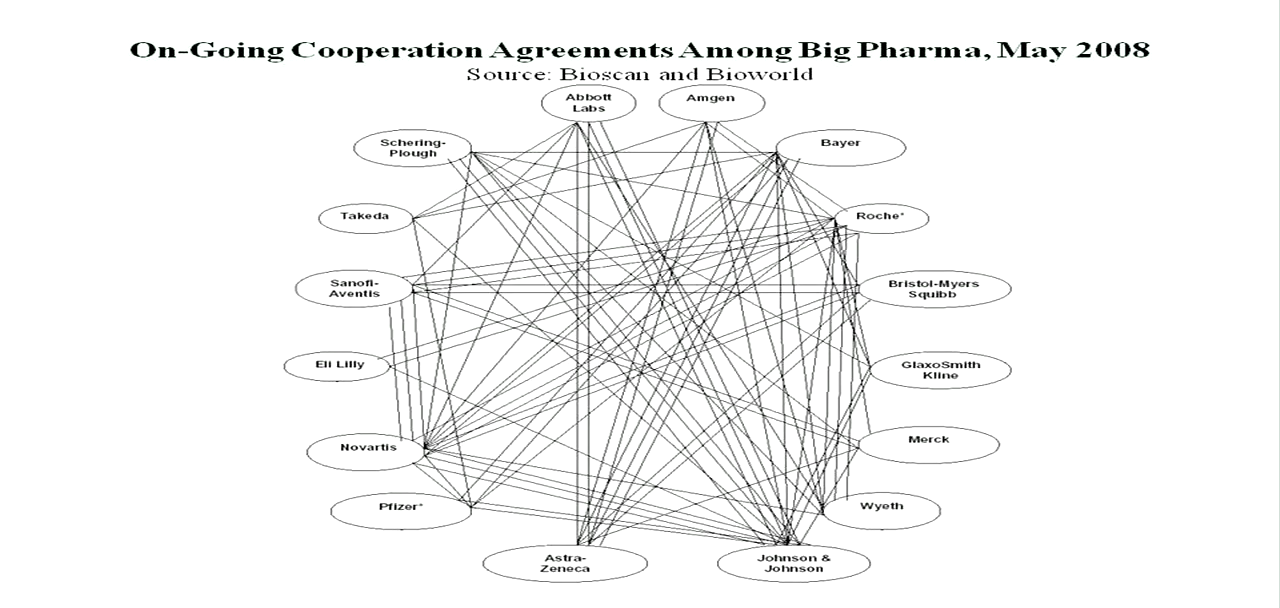 On-Going Cooperation Agreements Among Big Pharma, May 2008
Source: Bioscan and Bioworld
Abbott
Labs
Amgen
Schering-
Plough
Bayer
Takeda
Roche*
Sanofi-
Aventis
Bristol-Myers
Squibb
Eli Lilly
GlaxoSmith
Kline
Novartis
Merck
Pfizer*
Wyeth
Astra-
Zeneca
Johnson &
Johnson